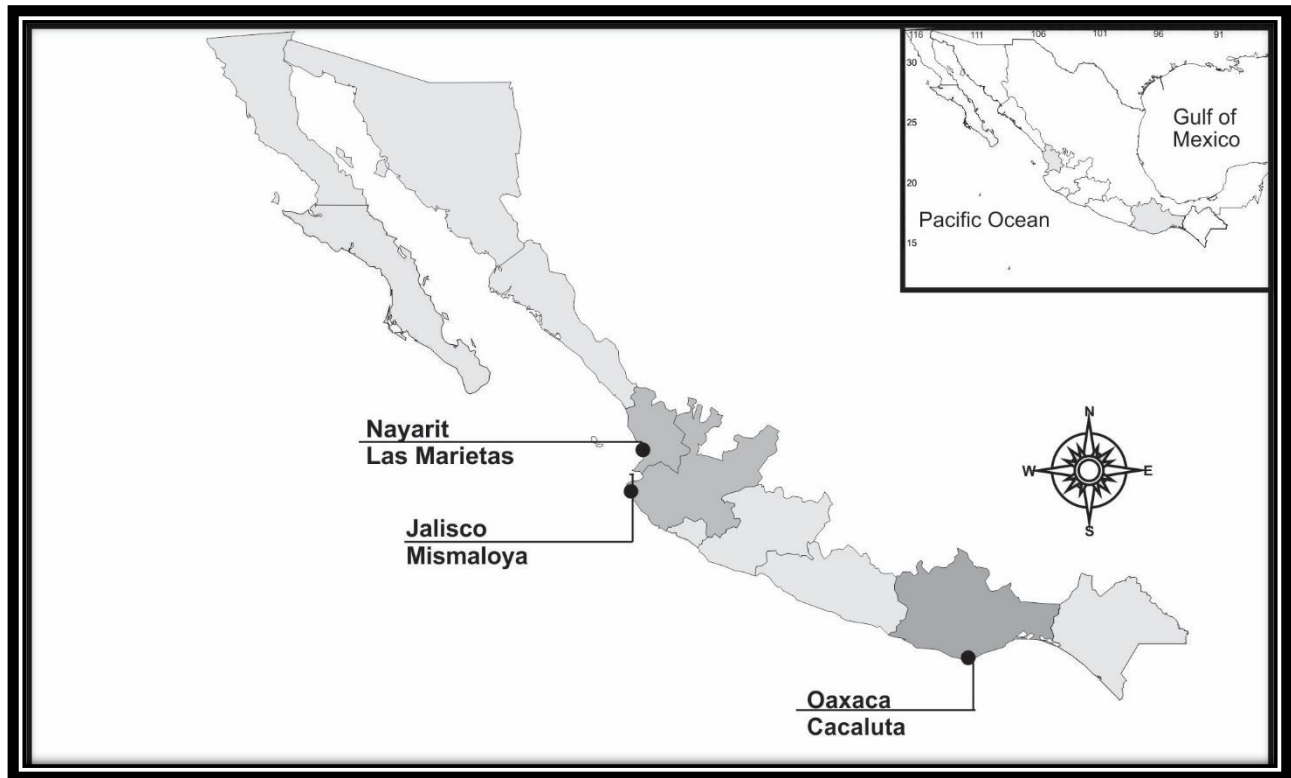 116 111 106 101 96 91
30
25
20
15
Gulf of
Mexico
Pacific Ocean
Nayarit
Las Marietas
Jalisco
Mismaloya
N
W E
S
Oaxaca
Cacaluta